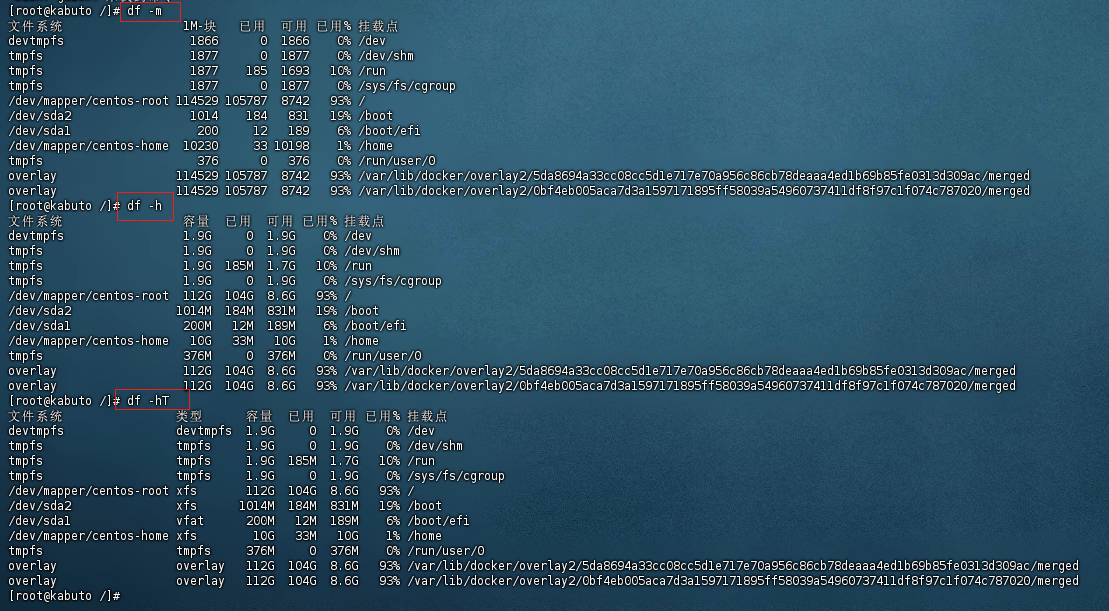 [root@kabuto /]# df -m
文件系统 1M-块 已用 可用 已用% 挂载点
devtmpfs 1866 0 1866 0% /dev
tmpfs 1877 0 1877 0% /dev/shm
tmpfs 1877 185 1693 10% /run
tmpfs 1877 0 1877 0% /sys/fs/cgroup
/dev/mapper/centos-root 114529 105787 8742 93% /
/dev/sda2 1014 184 831 19% /boot
/dev/sda1 200 12 189 6% /boot/efi
/dev/mapper/centos-home 10230 33 10198 1% /home
tmpfs 376 0 376 0% /run/user/0
overlay 114529 105787 8742 93% /var/lib/docker/overlay2/5da8694a33cc08cc5d1e717e70a956c86cb78deaaa4ed1b69b85fe0313d309ac/merged
overlay 114529 105787 8742 93% /var/lib/docker/overlay2/0bf4eb005aca7d3a1597171895ff58039a54960737411df8f97c1f074c787020/merged
[root@kabuto /]# df -h
文件系统 容量 已用 可用 已用% 挂载点
devtmpfs 1.9G 0 1.9G 0% /dev
tmpfs 1.9G 0 1.9G 0% /dev/shm
tmpfs 1.9G 185M 1.7G 10% /run
tmpfs 1.9G 0 1.9G 0% /sys/fs/cgroup
/dev/mapper/centos-root 112G 104G 8.6G 93% /
/dev/sda2 1014M 184M 831M 19% /boot
/dev/sda1 200M 12M 189M 6% /boot/efi
/dev/mapper/centos-home 10G 33M 10G 1% /home
tmpfs 376M 0 376M 0% /run/user/0
overlay 112G 104G 8.6G 93% /var/lib/docker/overlay2/5da8694a33cc08cc5d1e717e70a956c86cb78deaaa4ed1b69b85fe0313d309ac/merged
overlay 112G 104G 8.6G 93% /var/lib/docker/overlay2/0bf4eb005aca7d3a1597171895ff58039a54960737411df8f97c1f074c787020/merged
[root@kabuto /]# df -hT
文件系统 类型 容量 已用 可用 已用% 挂载点
devtmpfs devtmpfs 1.9G 0 1.9G 0% /dev
tmpfs tmpfs 1.9G 0 1.9G 0% /dev/shm
tmpfs tmpfs 1.9G 185M 1.7G 10% /run
tmpfs tmpfs 1.9G 0 1.9G 0% /sys/fs/cgroup
/dev/mapper/centos-root xfs 112G 104G 8.6G 93% /
/dev/sda2 xfs 1014M 184M 831M 19% /boot
/dev/sda1 vfat 200M 12M 189M 6% /boot/efi
/dev/mapper/centos-home xfs 10G 33M 10G 1% /home
tmpfs tmpfs 376M 0 376M 0% /run/user/0
overlay overlay 112G 104G 8.6G 93% /var/lib/docker/overlay2/5da8694a33cc08cc5d1e717e70a956c86cb78deaaa4ed1b69b85fe0313d309ac/merged
overlay overlay 112G 104G 8.6G 93% /var/lib/docker/overlay2/0bf4eb005aca7d3a1597171895ff58039a54960737411df8f97c1f074c787020/merged
[root@kabuto /]#